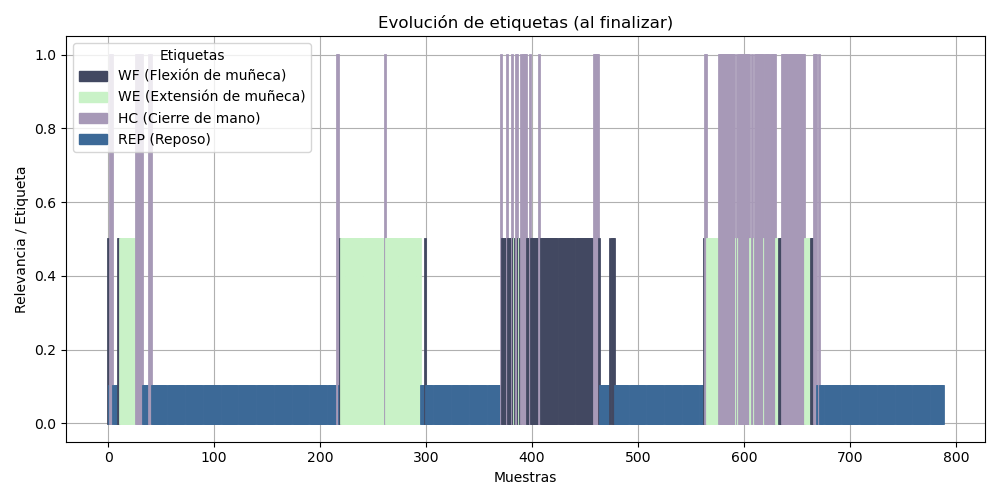 Evolución de etiquetas (al finalizar)
Relevancia / Etiqueta
1.0
0.8
0.6
0.4
0.2
0.0
Etiquetas
WF (Flexión de muñeca)
WE (Extensión de muñeca)
HC (Cierre de mano)
REP (Reposo)
0 100 200 300 400 500 600 700 800
Muestras